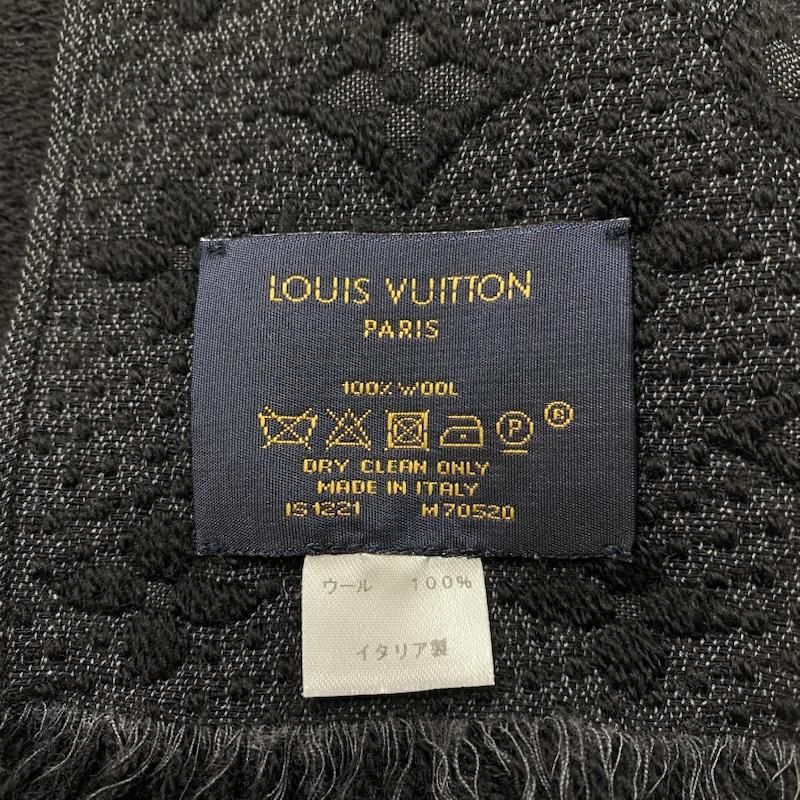 LOUIS VUITTON
PARIS
100% WOOL
P
®
DRY CLEAN ONLY
MADE IN ITALY
IS1221 M70520
ウール 100%
イタリア製